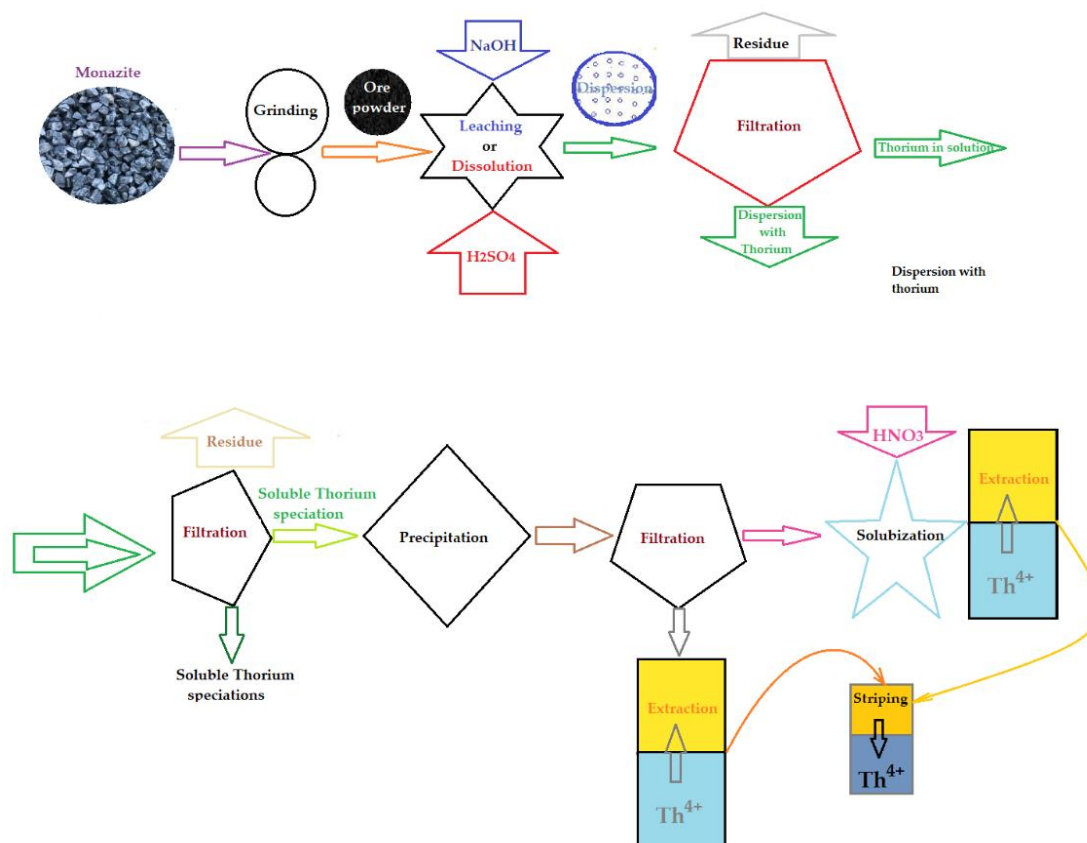 Monazite
Grinding
Ore
powder
NaOH
Leaching
or
Dissolution
H2SO4
Dispersion
Residue
Filtration
Dispersion
with
Thorium
Thorium in solution
Dispersion with
thorium
Residue
Filtration
Soluble Thorium
speciation
Soluble Thorium
speciations
Precipitation
Filtration
Extraction
Th4+
HNO3
Solubization
Extraction
Th4+
Striping
Th4+